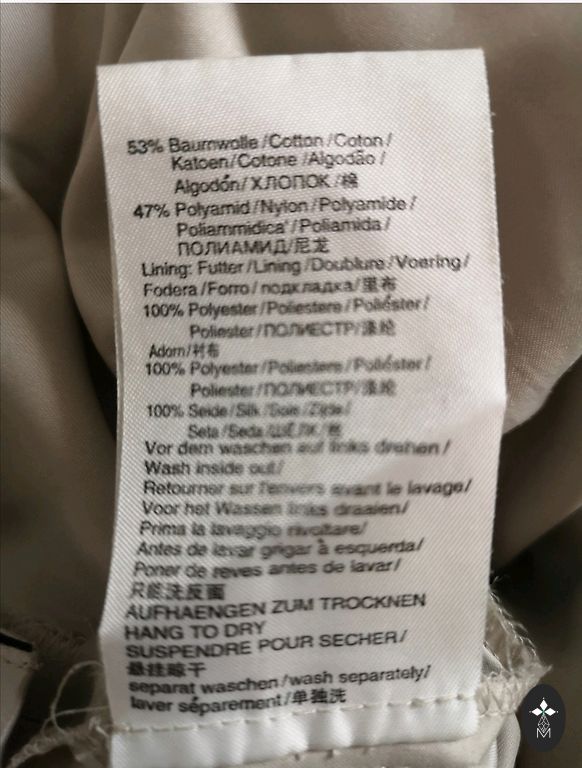 53% Baumwolle/Cotton/Coton/
Katoen/Cotone/Algodão/
Algodón/ХЛОПОК/棉
47% Polyamid/Nylon/Polyamide/
Poliammidica'/Poliamida/
ПОЛИАМИД/尼龙
Lining: Futter/Lining/Doublure/Voering/
Fodera/Forro/подкладка/里布
100% Polyester/Poliestere/Poliéster/
Poliester/ПОЛИЕСТР/涤纶
Adorn/衬布
100% Polyester/Poliestere/Poliéster/
Poliester/ПОЛИЕСТР/涤纶
100% Seide/Silk/Soie/Zijde/
Seta/Seda/ШЁЛК/
Vor dem waschen auf links drehen/
Wash inside out/
Retourner sur l'envers avant le lavage/
Voor het Wassen links draaien/
Prima la lavaggio rivoltare/
Antes de lavar grigar à esquerda/
Poner de reves antes de lavar/
只能洗反面
AUFHAENGEN ZUM TROCKNEN
HANG TO DRY
SUSPENDRE POUR SECHER/
悬挂晾干
separat waschen/wash separately/
laver séparement/单独洗
M